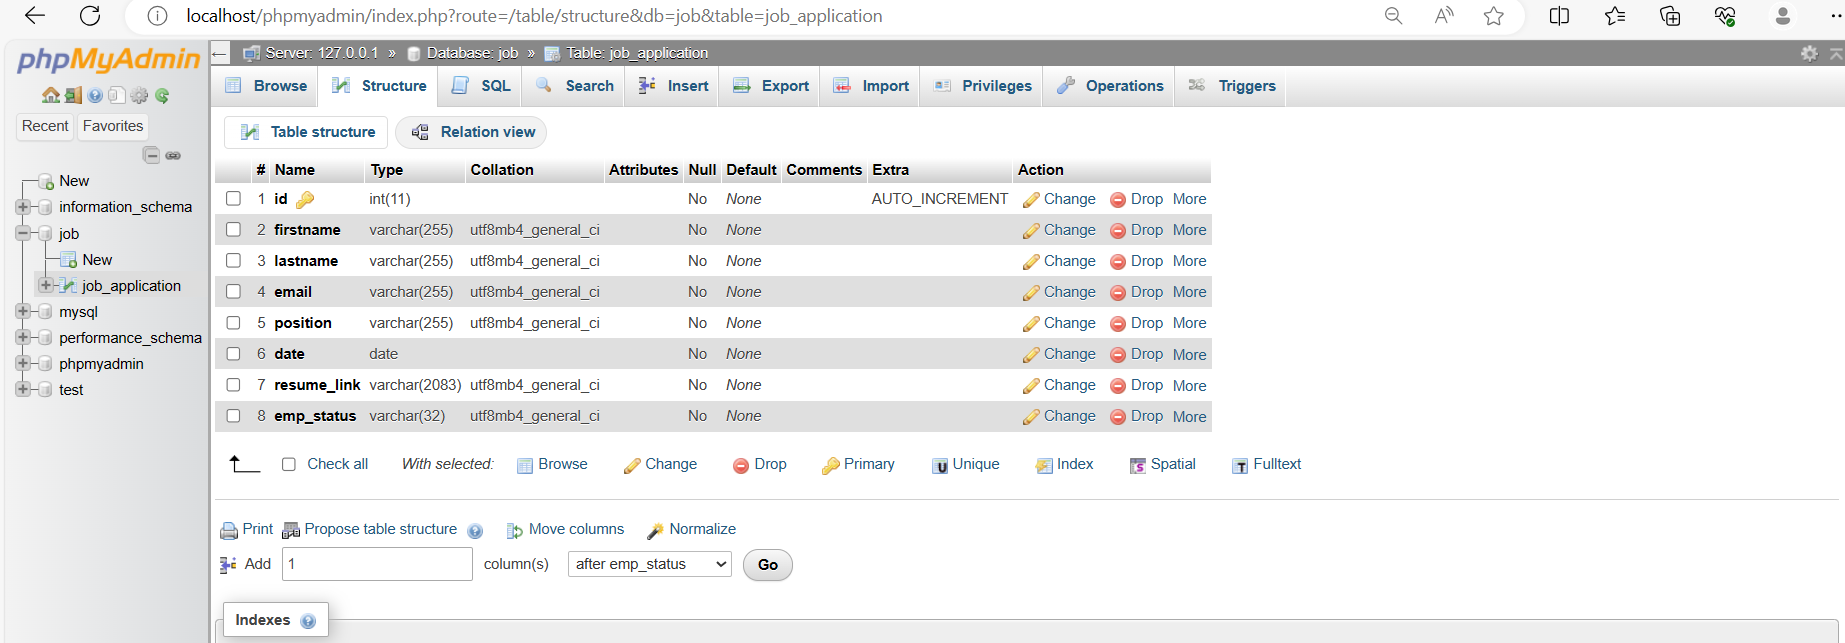 localhost/phpmyadmin/index.php?route=/table/structure&db=job&table=job_application
phpMyAdmin
Recent Favorites
New
information_schema
job
New
job_application
mysql
performance_schema
phpmyadmin
test
Server: 127.0.0.1 » Database: job » Table: job_application
Browse Structure SQL Search Insert Export Import Privileges Operations Triggers
Table structure Relation view
# Name Type Collation Attributes Null Default Comments Extra Action
1 id int(11) No None AUTO_INCREMENT Change Drop More
2 firstname varchar(255) utf8mb4_general_ci No None Change Drop More
3 lastname varchar(255) utf8mb4_general_ci No None Change Drop More
4 email varchar(255) utf8mb4_general_ci No None Change Drop More
5 position varchar(255) utf8mb4_general_ci No None Change Drop More
6 date date No None Change Drop More
7 resume_link varchar(2083) utf8mb4_general_ci No None Change Drop More
8 emp_status varchar(32) utf8mb4_general_ci No None Change Drop More
Check all With selected: Browse Change Drop Primary Unique Index Spatial Fulltext
Print Propose table structure Move columns Normalize
Add 1 column(s) after emp_status Go
Indexes